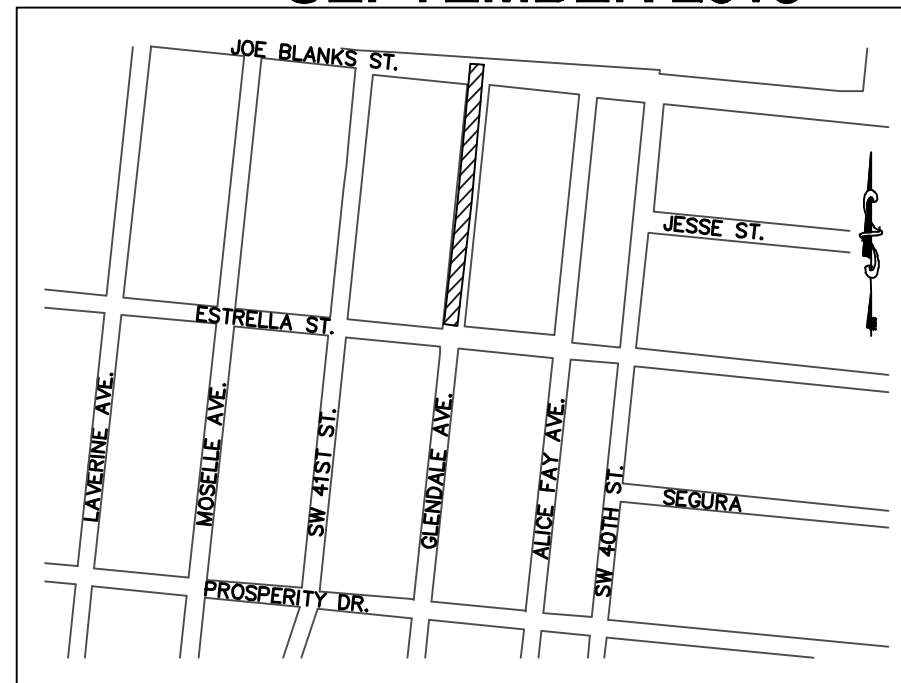 JOE BLANKS ST.
JESSE ST.
ESTRELLA ST.
LAVERINE AVE.
MOSELLE AVE.
SW 41ST ST.
GLENDALE AVE.
ALICE FAY AVE.
SW 40TH ST.
SEGURA
PROSPERITY DR.